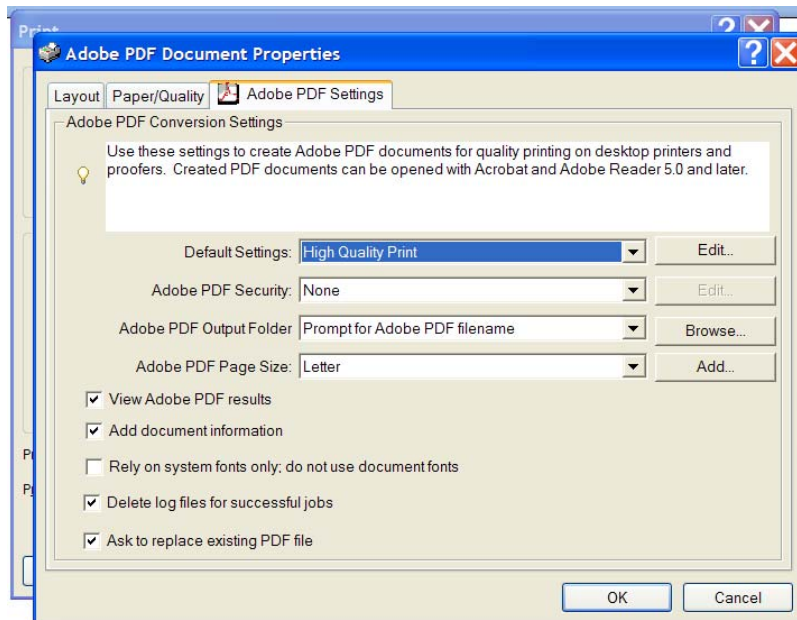 Print
Adobe PDF Document Properties
Layout Paper/Quality Adobe PDF Settings
Adobe PDF Conversion Settings
Use these settings to create Adobe PDF documents for quality printing on desktop printers and
proofers. Created PDF documents can be opened with Acrobat and Adobe Reader 5.0 and later.
Default Settings: High Quality Print Edit...
Adobe PDF Security: None Edit...
Adobe PDF Output Folder Prompt for Adobe PDF filename Browse...
Adobe PDF Page Size: Letter Add...
View Adobe PDF results
Add document information
Rely on system fonts only; do not use document fonts
Delete log files for successful jobs
Ask to replace existing PDF file
OK Cancel